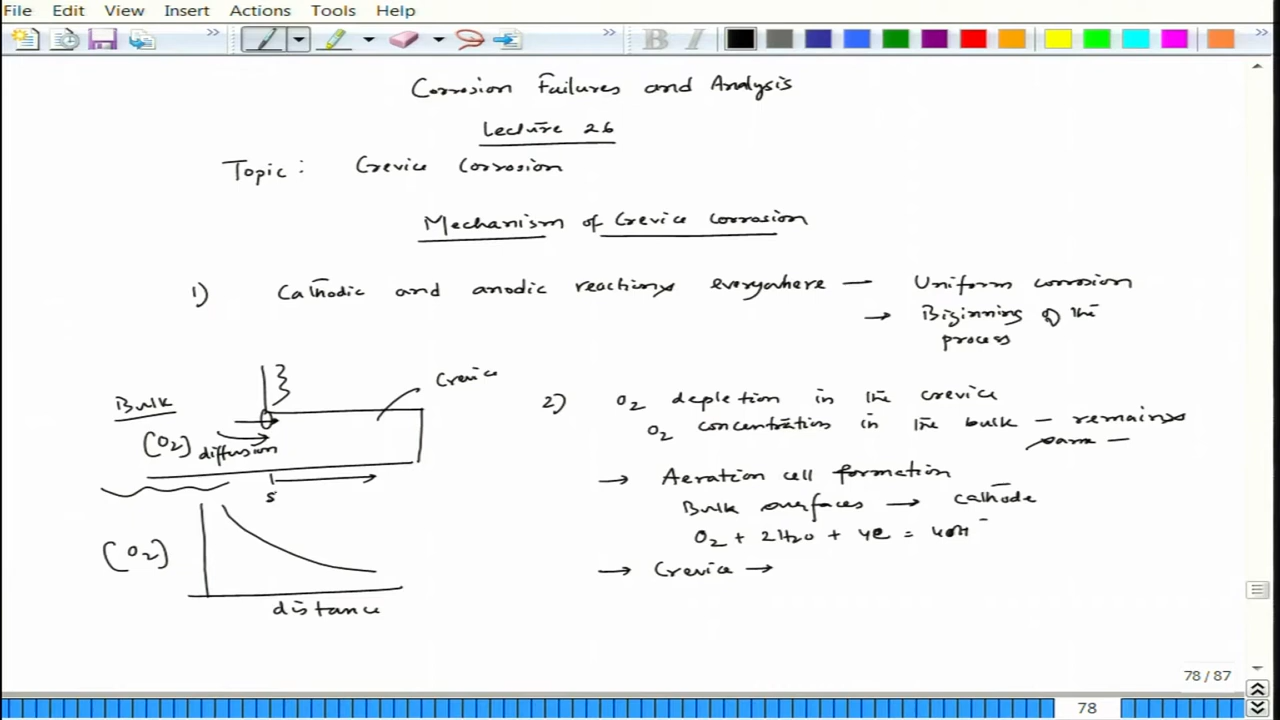 File Edit View Insert Actions Tools Help
Corrosion Failures and Analysis
Lecture 26
Topic: Crevice Corrosion
Mechanism of Crevice corrosion
1) Cathodic and anodic reactions everywhere — Uniform corrosion
→ Biginning of the
process
Crevice
Bulk
(O2)
diffusion
s
2) O2 depletion in the crevice
O2 concentration in the bulk — remains
same —
→ Aeration cell formation
Bulk surfaces → cathode
O2 + 2H2O + 4e = 4OH-
→ Crevice →
(O2)
distance
78 / 87
78